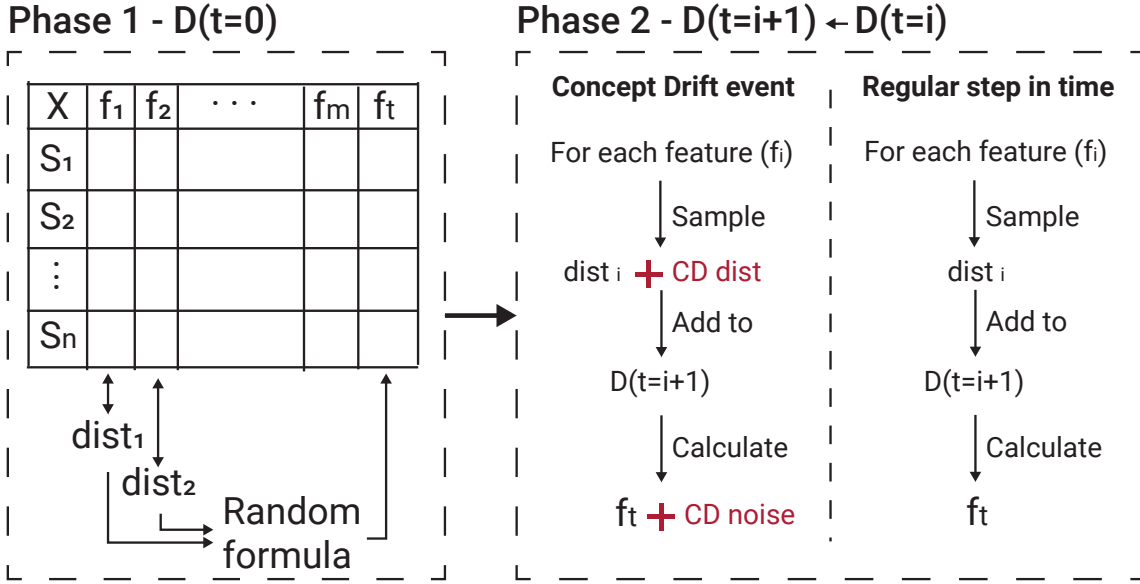 Phase 1 - D(t=0)
X f₁ f₂ · · · fm ft
S₁
S₂
⋮
Sn
dist₁
dist₂
Random
formula
Phase 2 - D(t=i+1) ← D(t=i)
Concept Drift event
For each feature (fi)
Sample
dist i + CD dist
Add to
D(t=i+1)
Calculate
ft + CD noise
Regular step in time
For each feature (fi)
Sample
dist i
Add to
D(t=i+1)
Calculate
ft